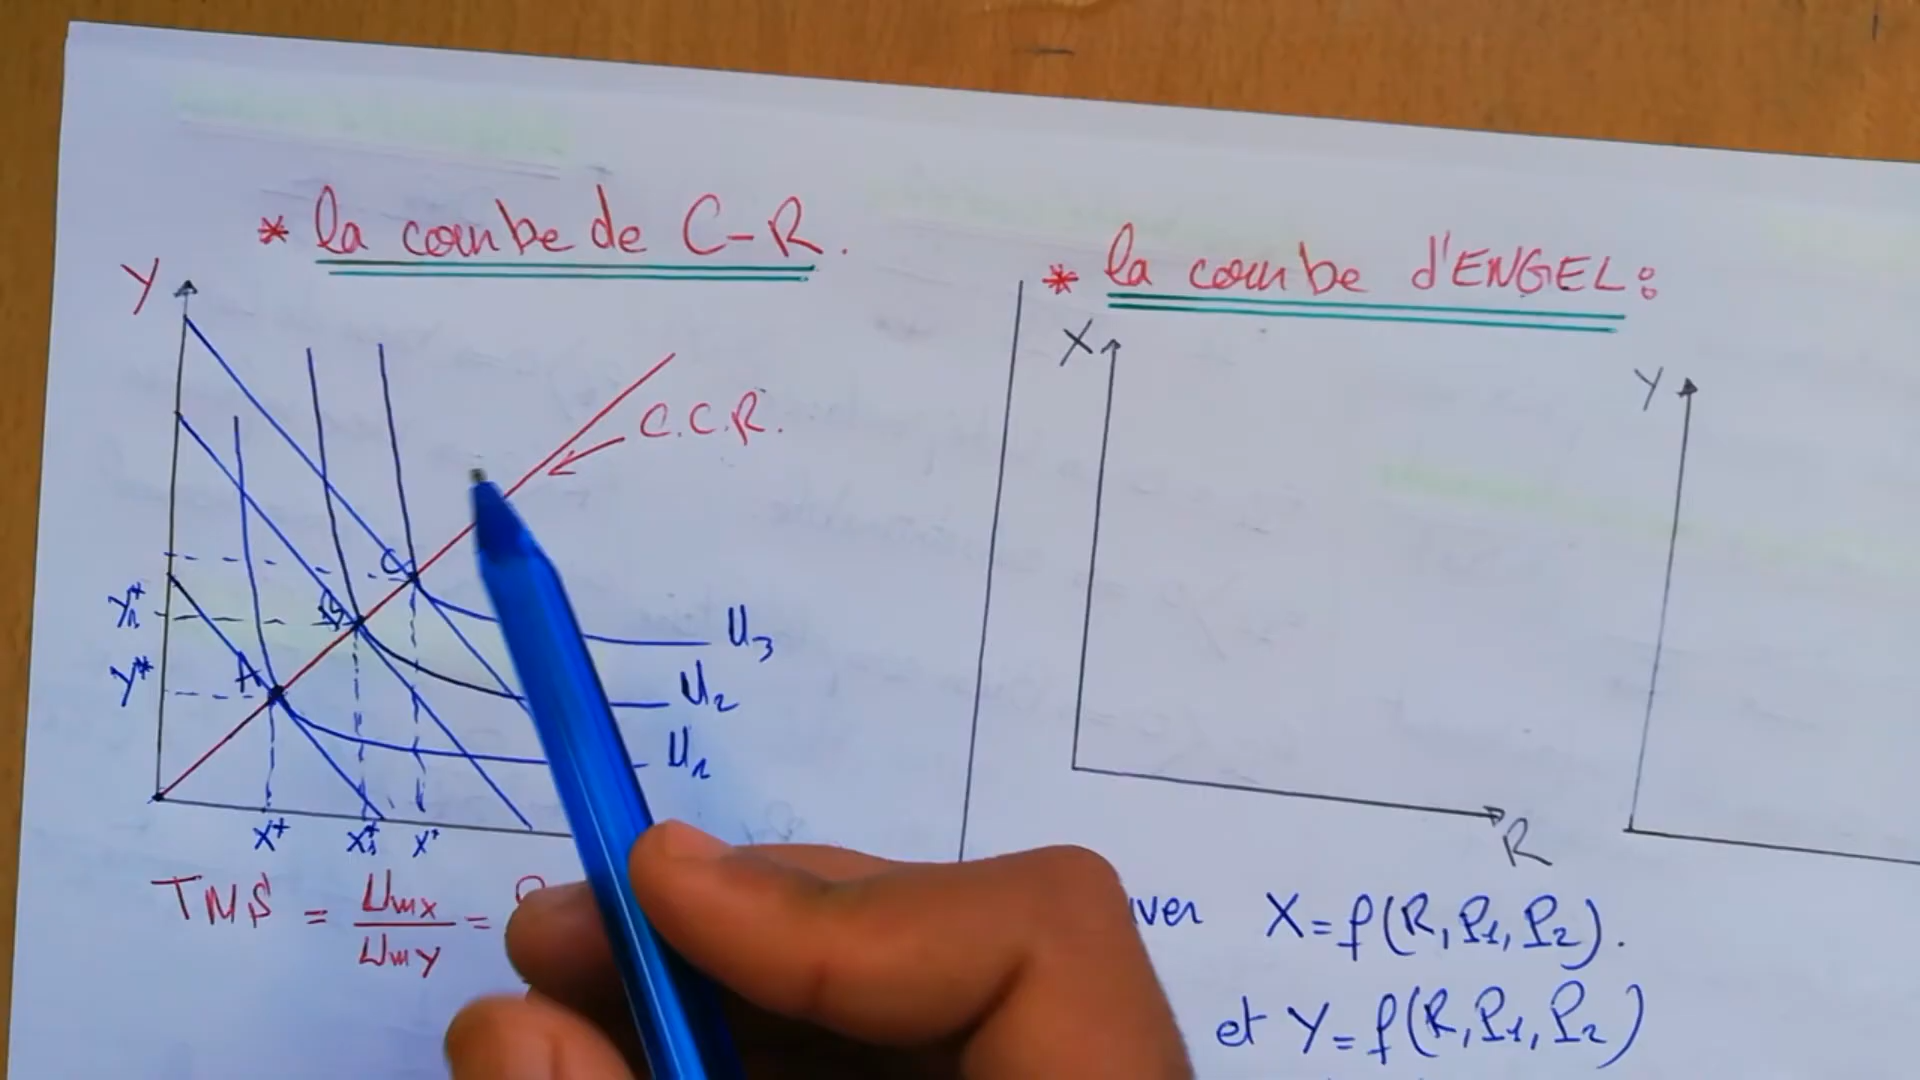 * la courbe de C-R.
Y
C.C.R.
C
B
A
Y1*
Y*
U3
U2
U1
X* X1* X*
TMS = Umx / Umy =
* la courbe d'ENGEL:
X
R
Y
X = f(R, P1, P2).
et Y = f(R, P1, P2)